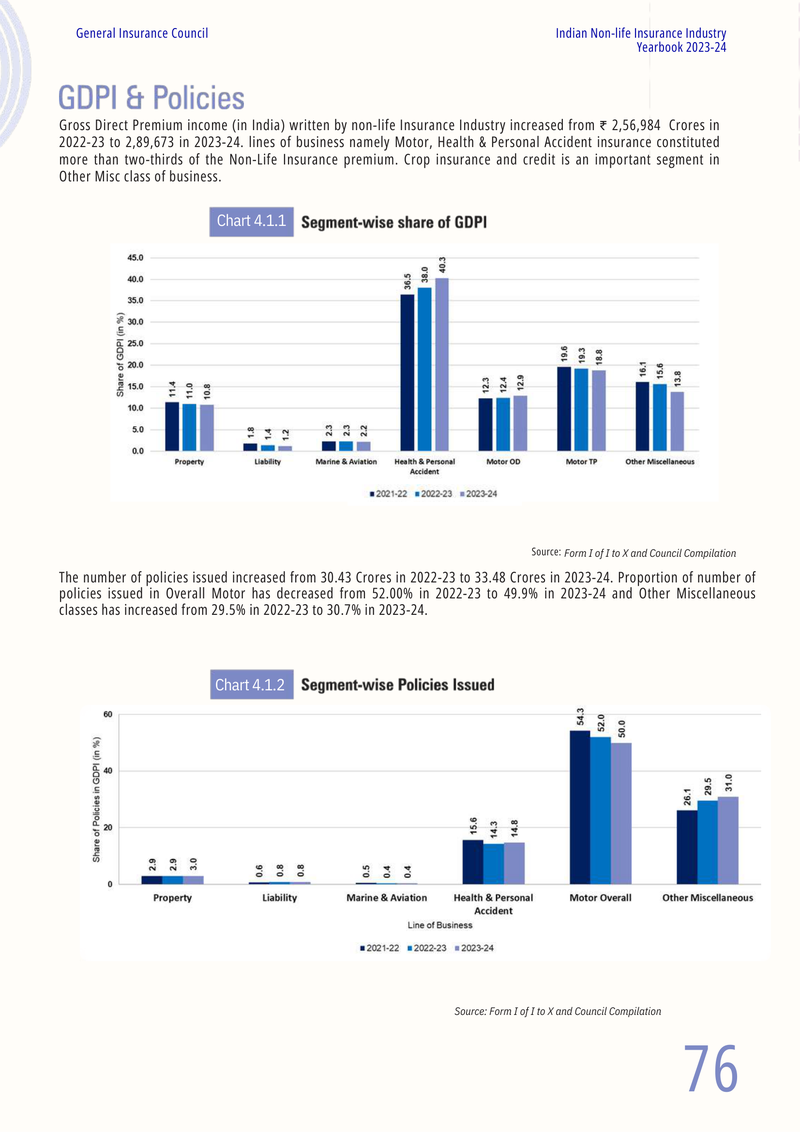 General Insurance Council
Indian Non-life Insurance Industry
Yearbook 2023-24
GDPI & Policies
Gross Direct Premium income (in India) written by non-life Insurance Industry increased from ₹ 2,56,984 Crores in
2022-23 to 2,89,673 in 2023-24. lines of business namely Motor, Health & Personal Accident insurance constituted
more than two-thirds of the Non-Life Insurance premium. Crop insurance and credit is an important segment in
Other Misc class of business.
Chart 4.1.1 Segment-wise share of GDPI
Share of GDPI (in %)
45.0
40.0
35.0
30.0
25.0
20.0
15.0
10.0
5.0
0.0
11.4 11.0 10.8
1.8 1.4 1.2
2.3 2.3 2.2
36.5 38.0 40.3
12.3 12.4 12.9
19.6 19.3 18.8
16.1 15.6 13.8
Property Liability Marine & Aviation Health & Personal Motor OD Motor TP Other Miscellaneous
Accident
2021-22 2022-23 2023-24
Source: Form I of I to X and Council Compilation
The number of policies issued increased from 30.43 Crores in 2022-23 to 33.48 Crores in 2023-24. Proportion of number of
policies issued in Overall Motor has decreased from 52.00% in 2022-23 to 49.9% in 2023-24 and Other Miscellaneous
classes has increased from 29.5% in 2022-23 to 30.7% in 2023-24.
Chart 4.1.2 Segment-wise Policies Issued
Share of Policies in GDPI (in %)
60
40
20
0
2.9 2.9 3.0
0.6 0.8 0.8
0.5 0.4 0.4
15.6 14.3 14.8
54.3 52.0 50.0
26.1 29.5 31.0
Property Liability Marine & Aviation Health & Personal Motor Overall Other Miscellaneous
Accident
Line of Business
2021-22 2022-23 2023-24
Source: Form I of I to X and Council Compilation
76